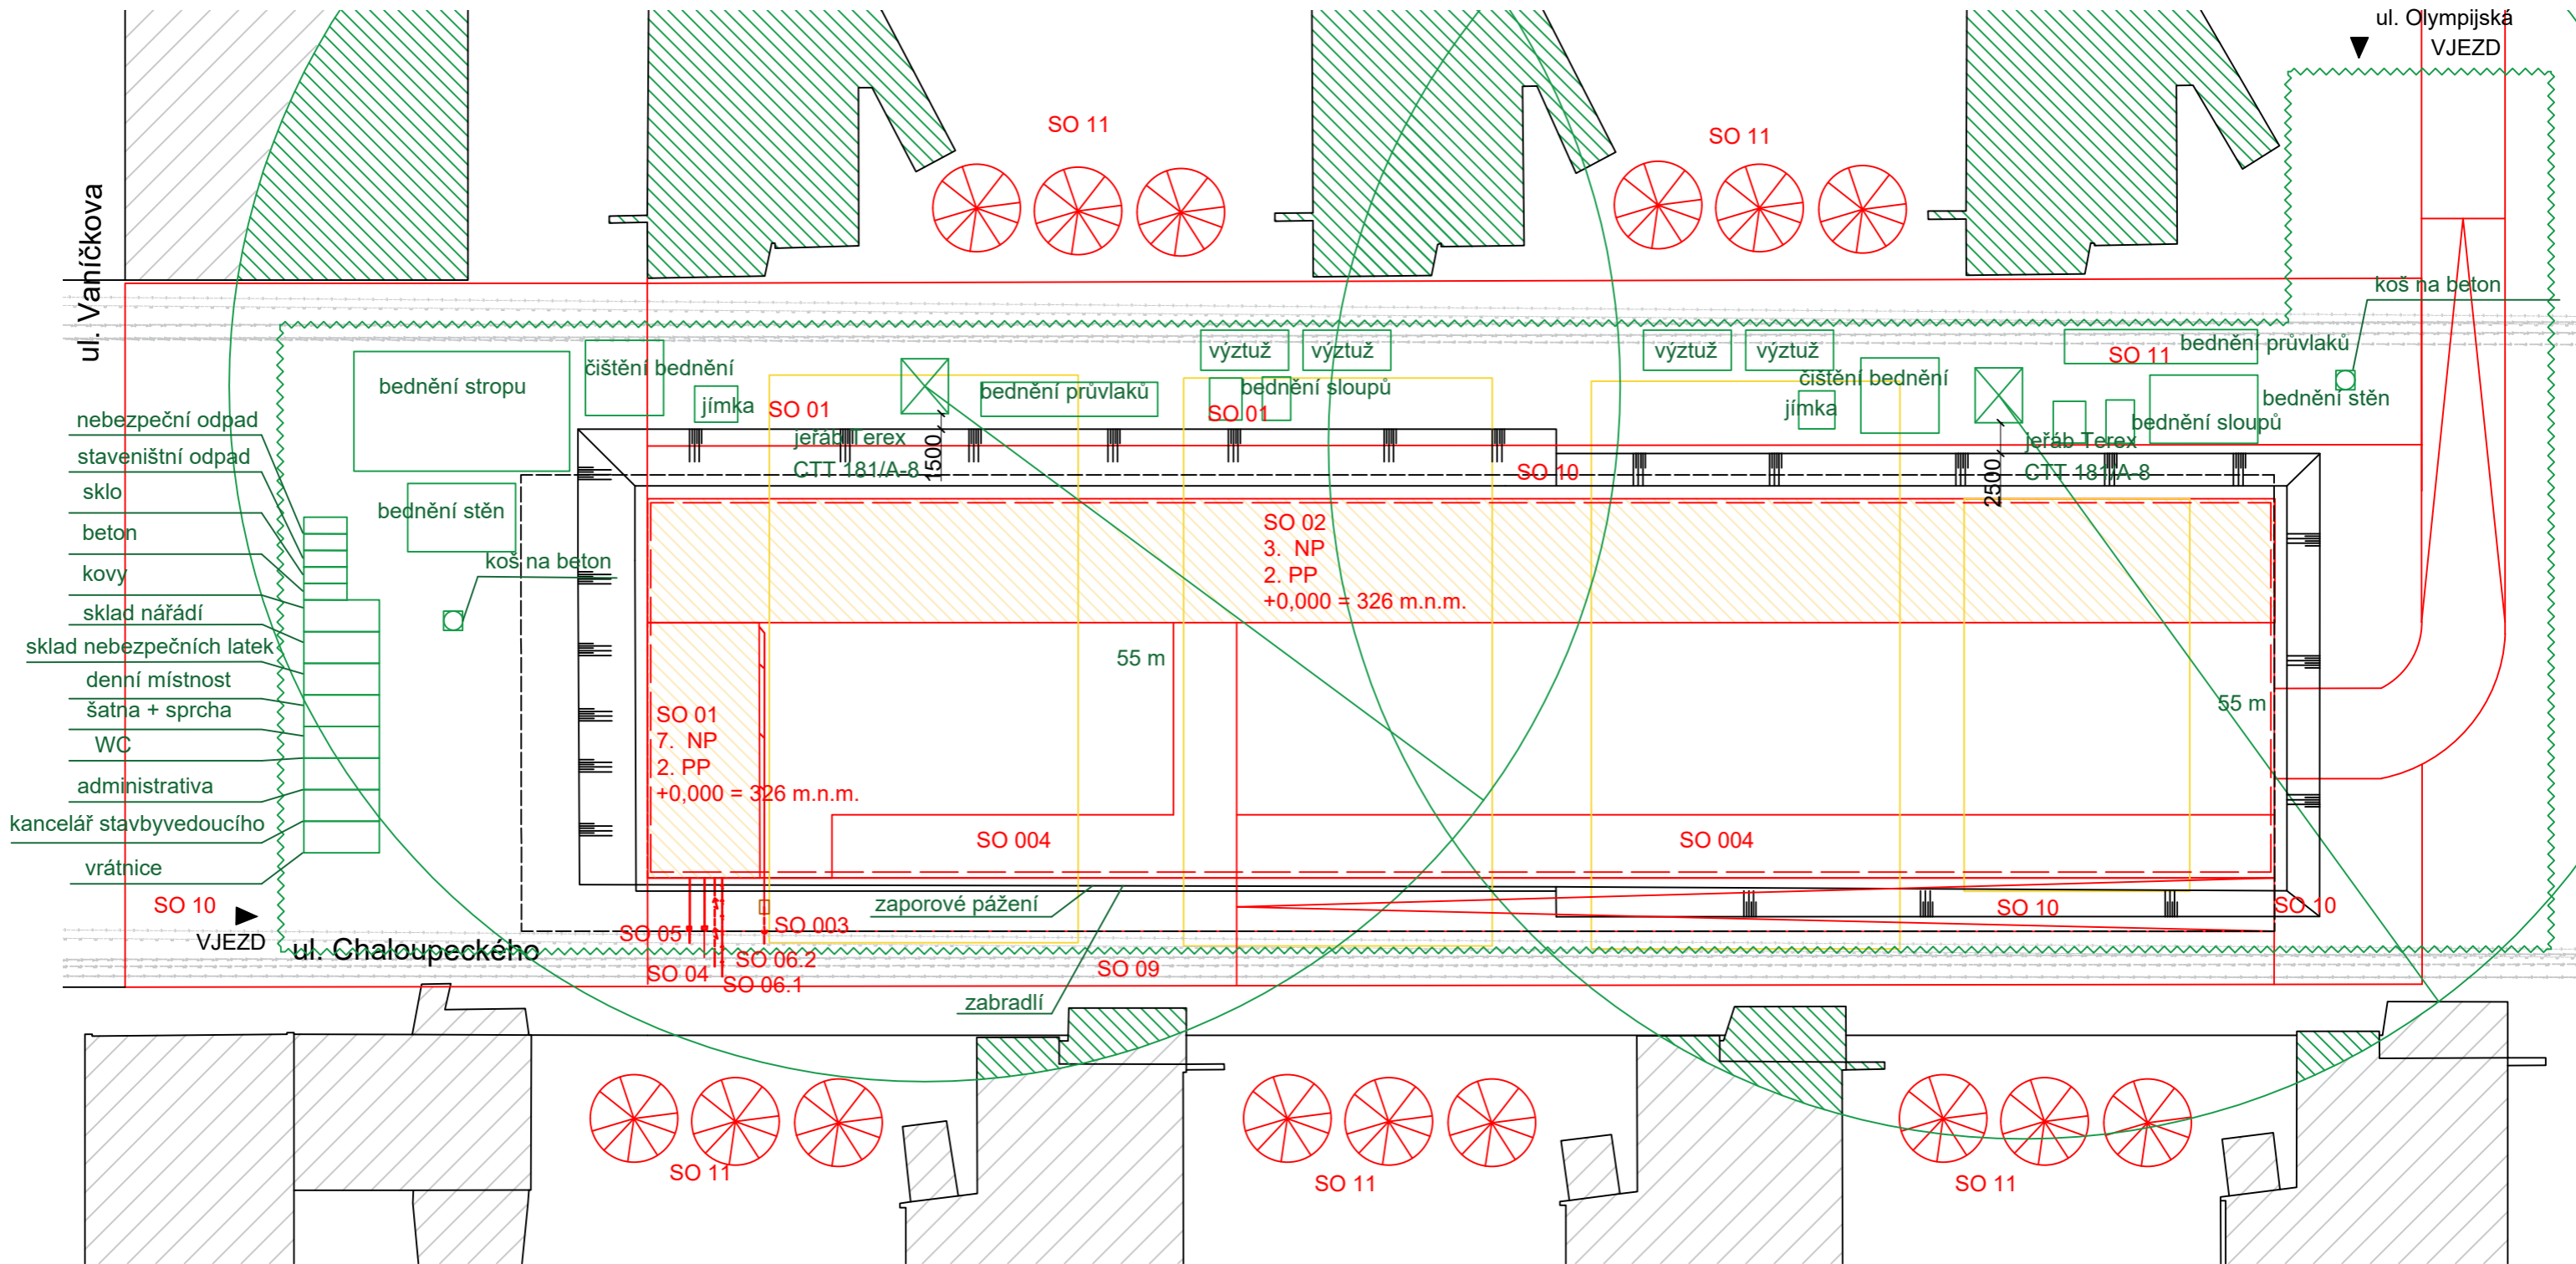 ul. Olympijská
VJEZD
SO 11
SO 11
ul. Vaníčkova
koš na beton
výztuž
výztuž
výztuž
výztuž
bednění průvlaků
SO 11
čištění bednění
bednění stropu
jímka
SO 01
bednění průvlaků
bednění sloupů
SO 01
čištění bednění
jímka
bednění stěn
bednění sloupů
nebezpeční odpad
staveništní odpad
sklo
beton
kovy
sklad nářádí
sklad nebezpečních latek
denní místnost
šatna + sprcha
WC
administrativa
kancelář stavbyvedoucího
vrátnice
jeřáb Terex
CTT 181/A-8
1500
SO 10
jeřáb Terex
CTT 181/A-8
2500
bednění stěn
koš na beton
SO 02
3. NP
2. PP
+0,000 = 326 m.n.m.
55 m
55 m
SO 01
7. NP
2. PP
+0,000 = 326 m.n.m.
SO 004
SO 004
SO 10
VJEZD
ul. Chaloupeckého
zaporové pážení
SO 10
SO 10
SO 05
SO 003
SO 04
SO 06.2
SO 06.1
SO 09
zabradlí
SO 11
SO 11
SO 11